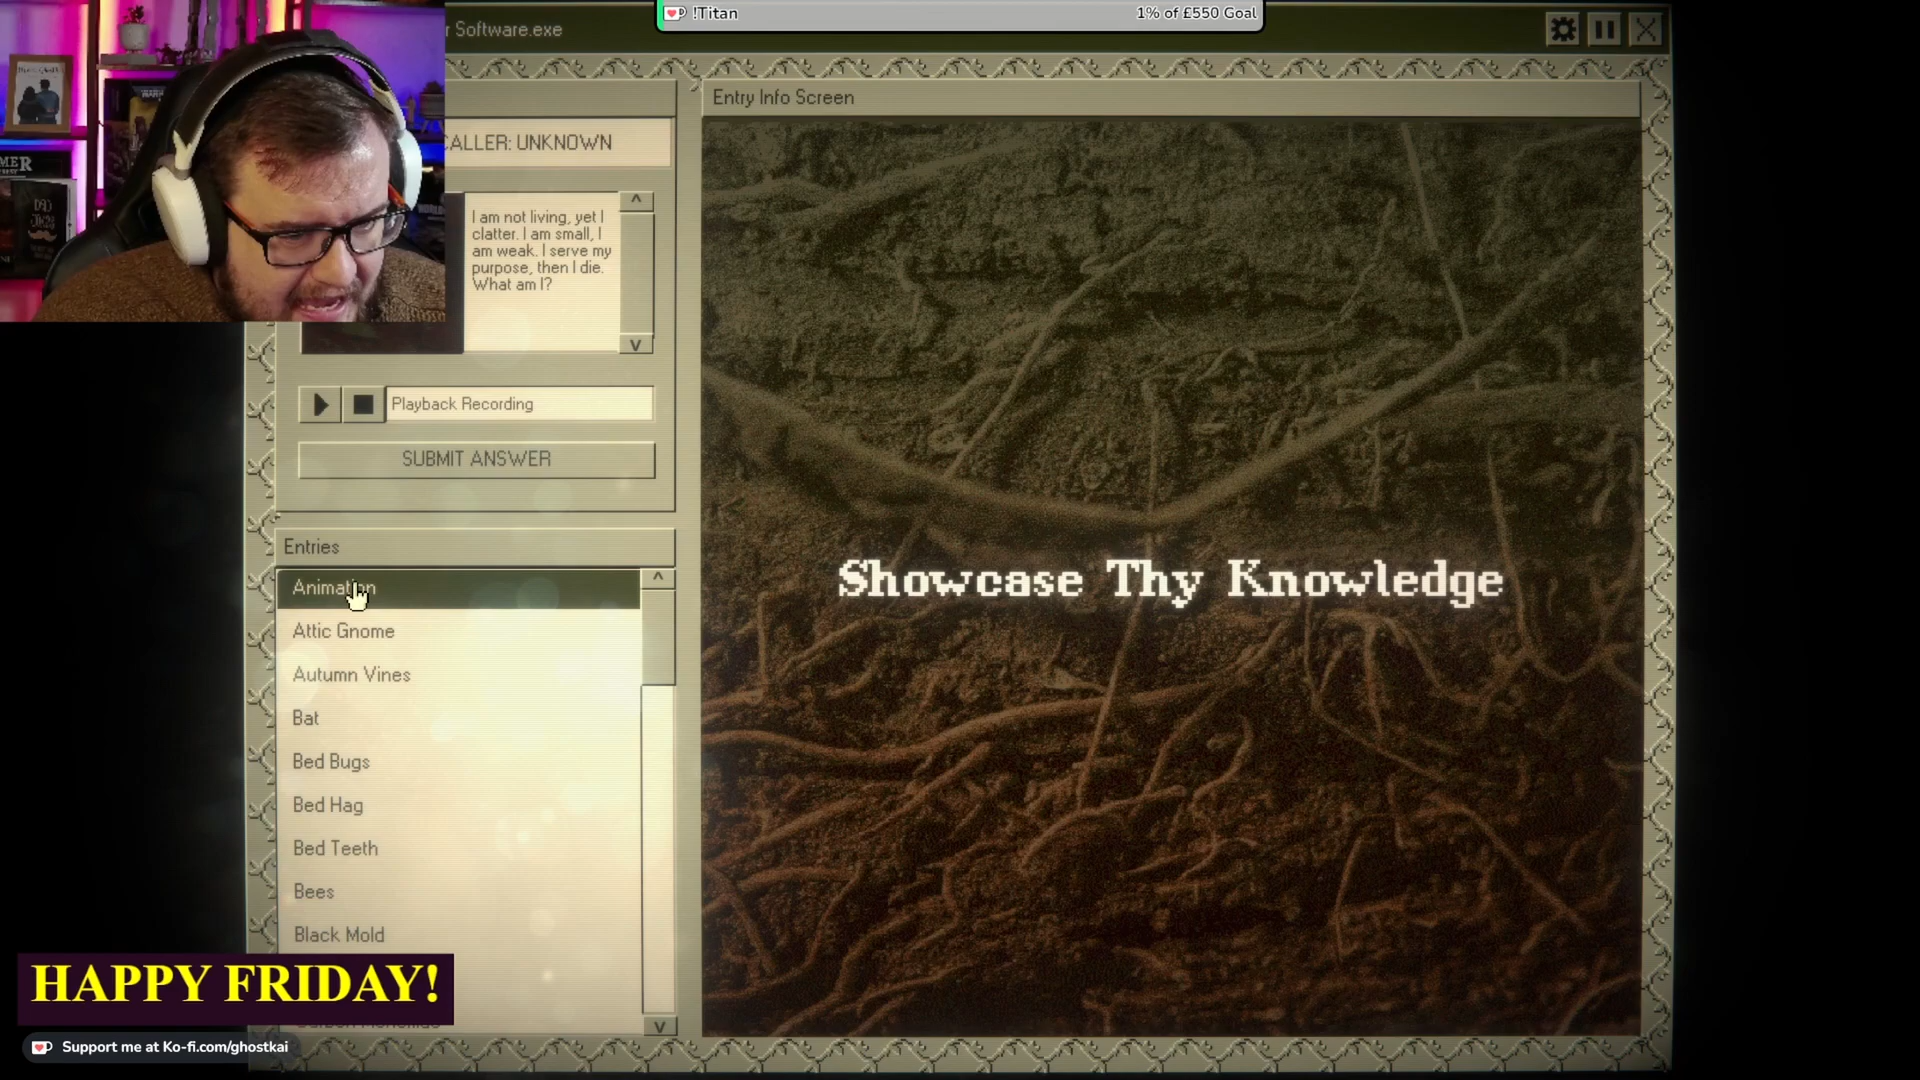 !Titan
1% of £550 Goal
r Software.exe
Entry Info Screen
CALLER: UNKNOWN
I am not living, yet I
clatter. I am small, I
am weak. I serve my
purpose, then I die.
What am I?
Playback Recording
SUBMIT ANSWER
Entries
Animation
Attic Gnome
Autumn Vines
Bat
Bed Bugs
Bed Hag
Bed Teeth
Bees
Black Mold
Showcase Thy Knowledge
HAPPY FRIDAY!
Support me at Ko-fi.com/ghostkai